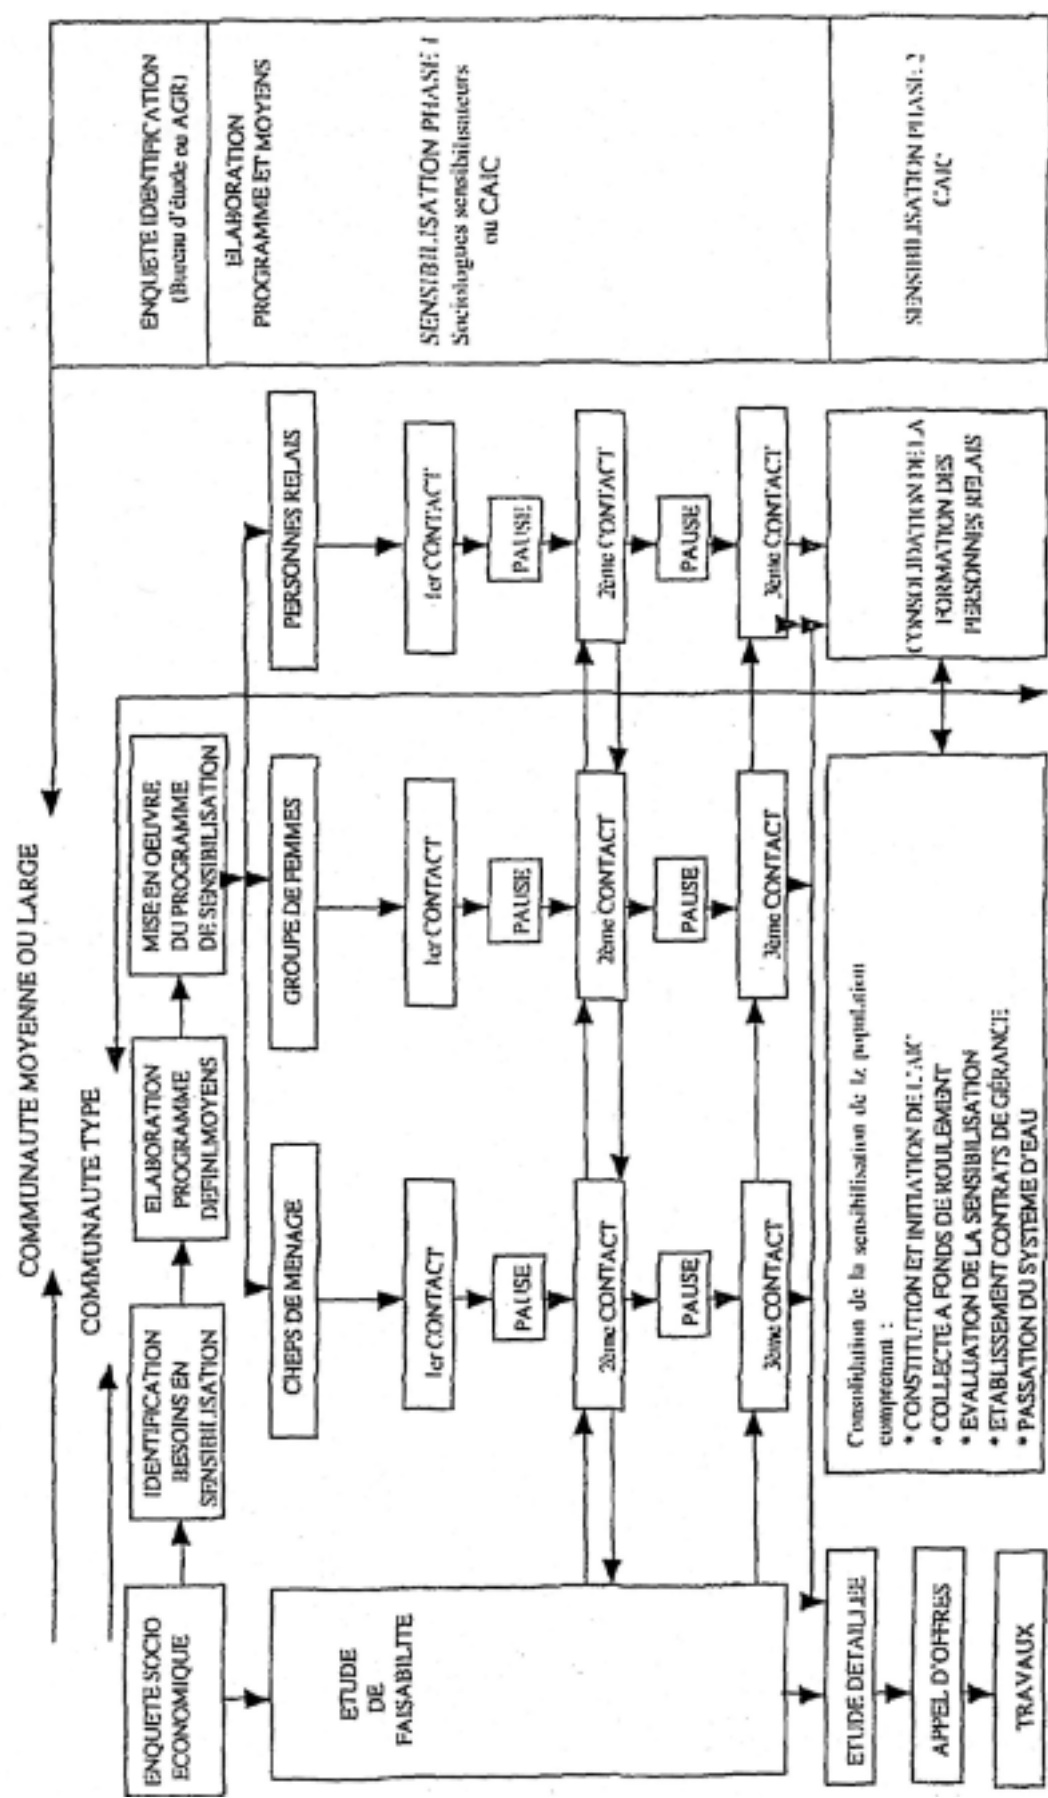 COMMUNAUTE MOYENNE OU LARGE
COMMUNAUTE TYPE
ENQUETE SOCIO
ECONOMIQUE
IDENTIFICATION
BESOINS EN
SENSIBILISATION
ELABORATION
PROGRAMME
DEFINI.MOYENS
MISE EN OEUVRE
DU PROGRAMME
DE SENSIBILISATION
ENQUETE IDENTIFICATION
(Bureau d'étude ou AGR)
ETUDE
DE
FAISABILITE
CHEPS DE MENAGE
GROUPE DE FEMMES
PERSONNES RELAIS
ELABORATION
PROGRAMME ET MOYENS
1er CONTACT
1er CONTACT
1er CONTACT
SENSIBILISATION PHASE 1
Sociologues sensibilisateurs
ou CAIC
PAUSE
PAUSE
PAUSE
2ème CONTACT
2ème CONTACT
2ème CONTACT
PAUSE
PAUSE
PAUSE
3ème CONTACT
3ème CONTACT
3ème CONTACT
ETUDE DETAILLEE
APPEL D'OFFRES
TRAVAUX
Consolidation de la sensibilisation de la population
comprenant :
* CONSTITUTION ET INITIATION DE L'AIC
* COLLECTE A FONDS DE ROULEMENT
* EVALUATION DE LA SENSIBILISATION
* ETABLISSEMENT CONTRATS DE GÉRANCE
* PASSATION DU SYSTEME D'EAU
CONSOLIDATION DE LA
FORMATION DES
PERSONNES RELAIS
SENSIBILISATION PHASE 2
CAIC